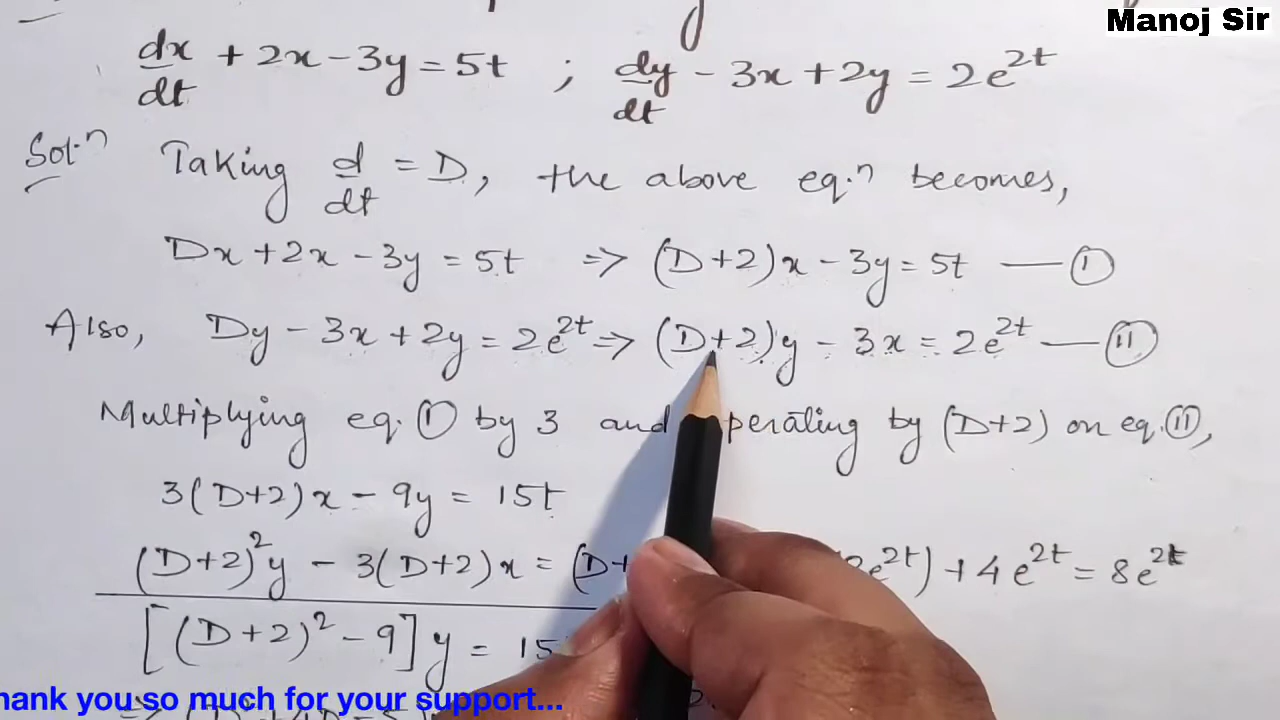 Manoj Sir
dx/dt + 2x - 3y = 5t ; dy/dt - 3x + 2y = 2e^{2t}
Sol.ⁿ Taking d/dt = D, the above eq.ⁿ becomes,
Dx + 2x - 3y = 5t => (D+2)x - 3y = 5t — Ⓘ
Also, Dy - 3x + 2y = 2e^{2t} => (D+2)y - 3x = 2e^{2t} — Ⓘⓘ
Multiplying eq. Ⓘ by 3 and operating by (D+2) on eq. Ⓘⓘ,
3(D+2)x - 9y = 15t
(D+2)²y - 3(D+2)x = (D+ 2e^{2t}) + 4e^{2t} = 8e^{2t}
[(D+2)² - 9]y = 15
hank you so much for your support...